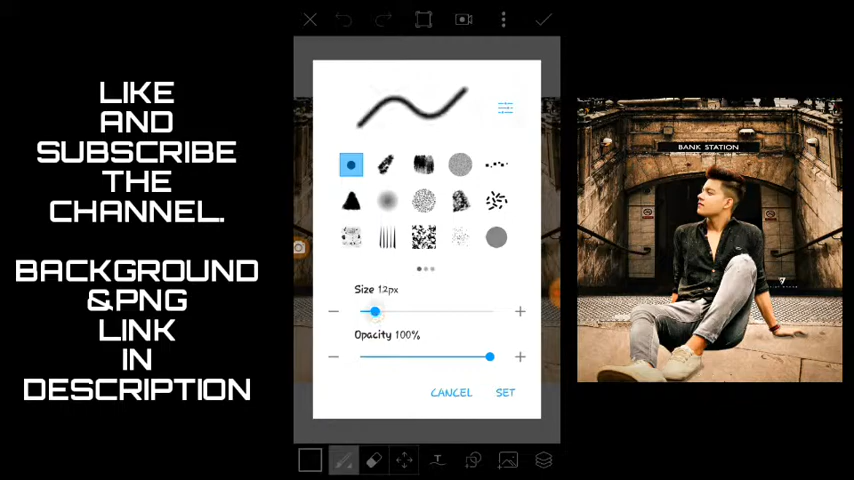 LIKE
AND
SUBSCRIBE
THE
CHANNEL.
BACKGROUND
&PNG
LINK
IN
DESCRIPTION
Size 12px
Opacity 100%
CANCEL SET
BANK STATION